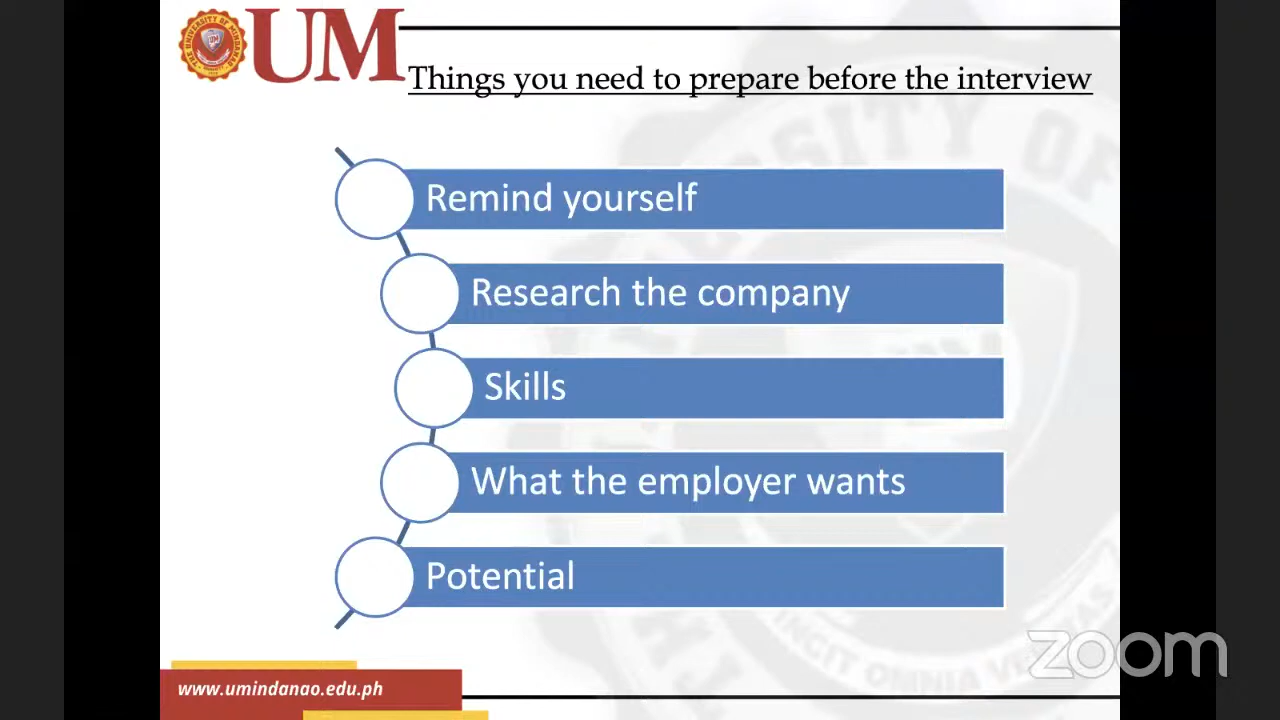 UM
Things you need to prepare before the interview
Remind yourself
Research the company
Skills
What the employer wants
Potential
www.umindanao.edu.ph
zoom